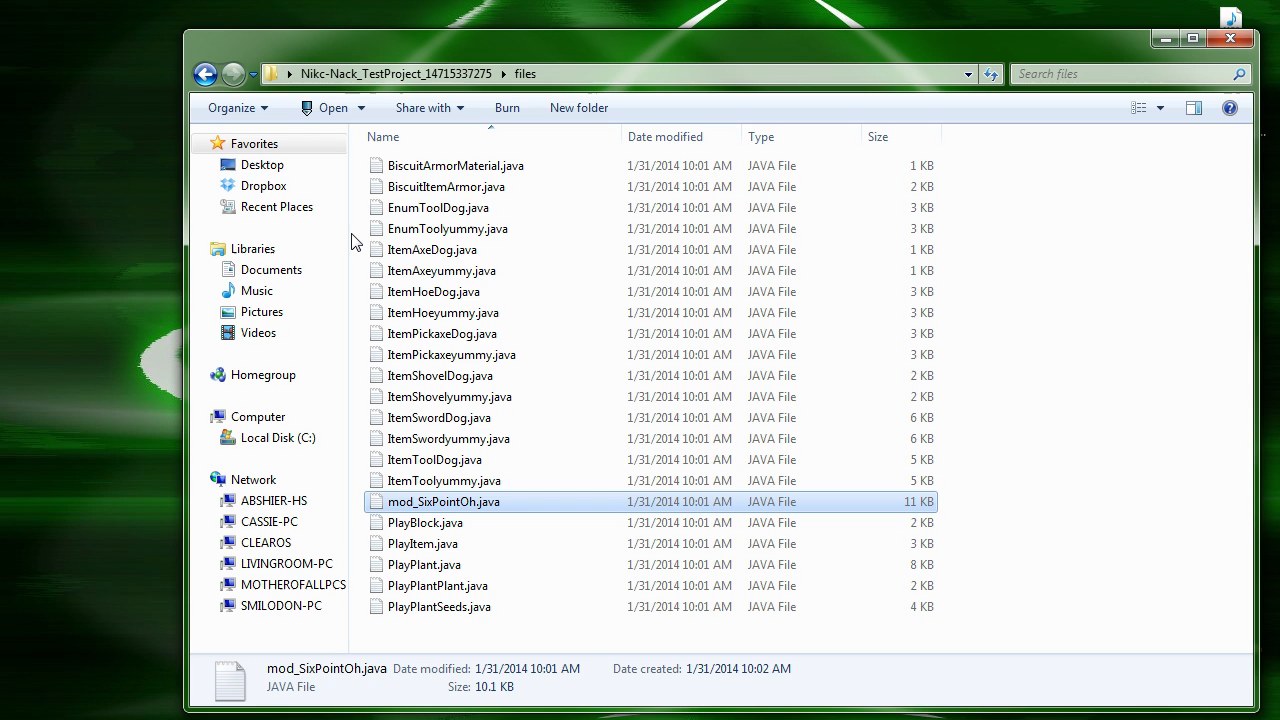 Nikc-Nack_TestProject_14715337275 files
Search files
Organize Open Share with Burn New folder
Name Date modified Type Size
Favorites
Desktop
Dropbox
Recent Places
Libraries
Documents
Music
Pictures
Videos
Homegroup
Computer
Local Disk (C:)
Network
ABSHIER-HS
CASSIE-PC
CLEAROS
LIVINGROOM-PC
MOTHEROFALLPCS
SMILODON-PC
BiscuitArmorMaterial.java 1/31/2014 10:01 AM JAVA File 1 KB
BiscuitItemArmor.java 1/31/2014 10:01 AM JAVA File 2 KB
EnumToolDog.java 1/31/2014 10:01 AM JAVA File 3 KB
EnumToolyummy.java 1/31/2014 10:01 AM JAVA File 3 KB
ItemAxeDog.java 1/31/2014 10:01 AM JAVA File 1 KB
ItemAxeyummy.java 1/31/2014 10:01 AM JAVA File 1 KB
ItemHoeDog.java 1/31/2014 10:01 AM JAVA File 3 KB
ItemHoeyummy.java 1/31/2014 10:01 AM JAVA File 3 KB
ItemPickaxeDog.java 1/31/2014 10:01 AM JAVA File 3 KB
ItemPickaxeyummy.java 1/31/2014 10:01 AM JAVA File 3 KB
ItemShovelDog.java 1/31/2014 10:01 AM JAVA File 2 KB
ItemShovelyummy.java 1/31/2014 10:01 AM JAVA File 2 KB
ItemSwordDog.java 1/31/2014 10:01 AM JAVA File 6 KB
ItemSwordyummy.java 1/31/2014 10:01 AM JAVA File 6 KB
ItemToolDog.java 1/31/2014 10:01 AM JAVA File 5 KB
ItemToolyummy.java 1/31/2014 10:01 AM JAVA File 5 KB
mod_SixPointOh.java 1/31/2014 10:01 AM JAVA File 11 KB
PlayBlock.java 1/31/2014 10:01 AM JAVA File 2 KB
PlayItem.java 1/31/2014 10:01 AM JAVA File 3 KB
PlayPlant.java 1/31/2014 10:01 AM JAVA File 8 KB
PlayPlantPlant.java 1/31/2014 10:01 AM JAVA File 2 KB
PlayPlantSeeds.java 1/31/2014 10:01 AM JAVA File 4 KB
mod_SixPointOh.java Date modified: 1/31/2014 10:01 AM Date created: 1/31/2014 10:02 AM
JAVA File Size: 10.1 KB